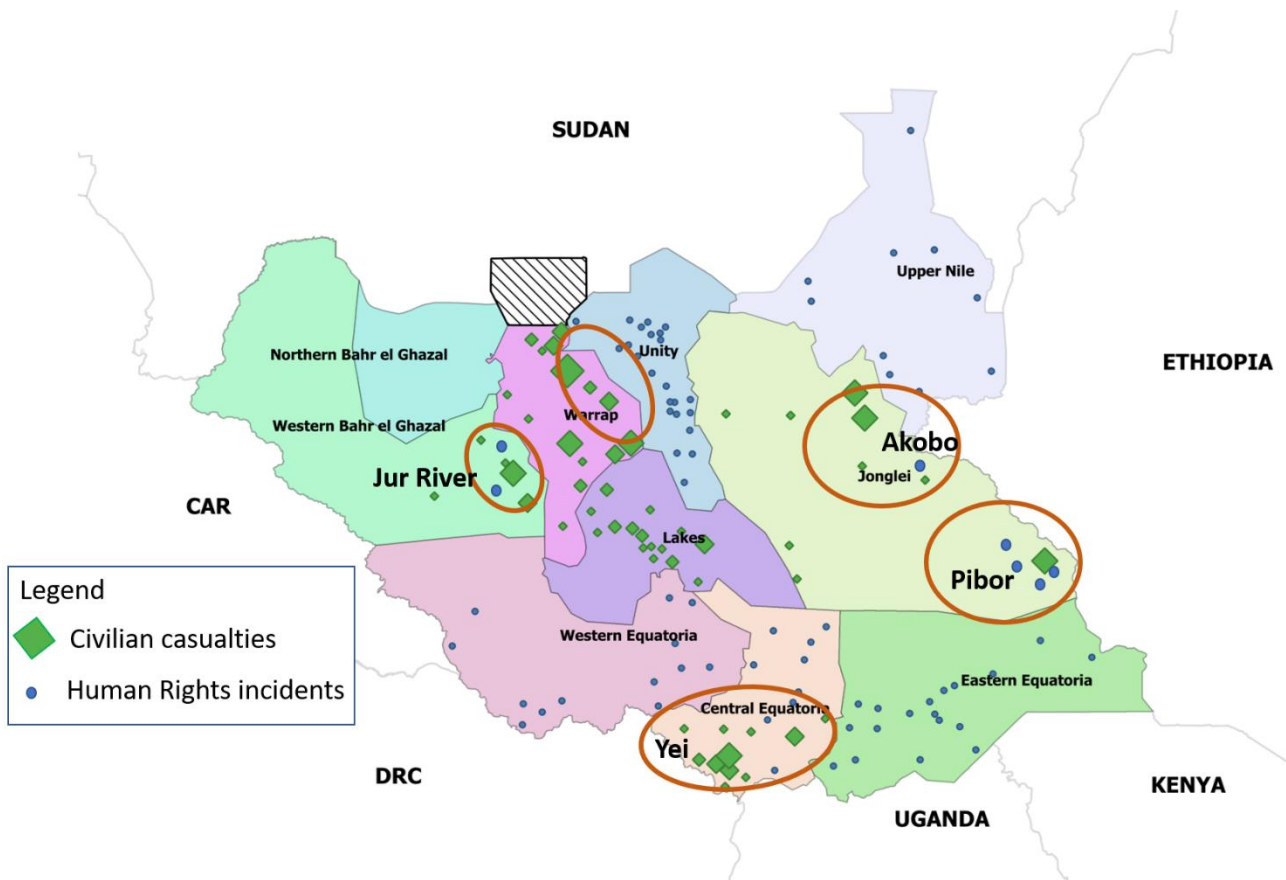 SUDAN
Upper Nile
Northern Bahr el Ghazal
Unity
ETHIOPIA
Warrap
Western Bahr el Ghazal
Akobo
Jur River
Jonglei
CAR
Lakes
Pibor
Legend
Civilian casualties
Human Rights incidents
Western Equatoria
Eastern Equatoria
Central Equatoria
Yei
DRC
KENYA
UGANDA